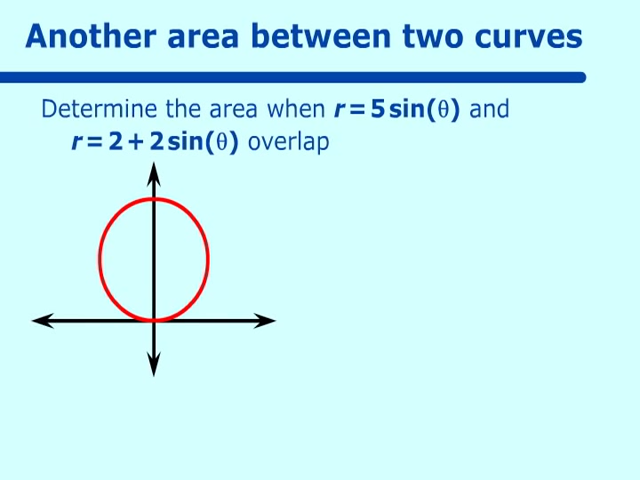 Another area between two curves
Determine the area when r = 5 sin(θ) and
r = 2 + 2 sin(θ) overlap